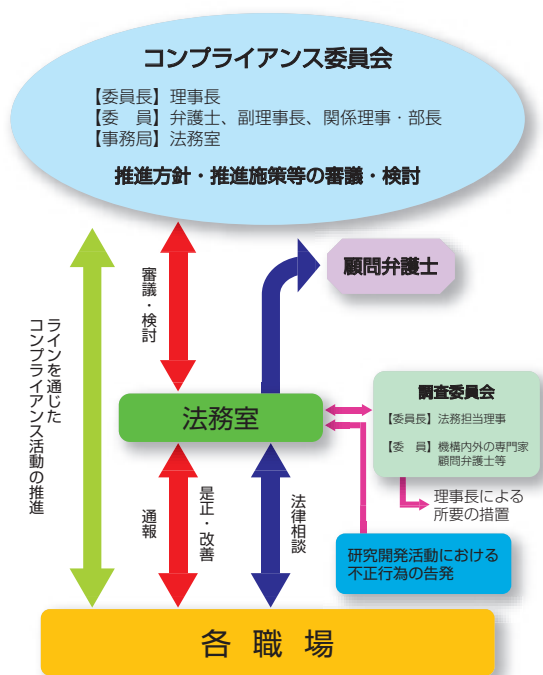 コンプライアンス委員会
【委員長】理事長
【委　員】弁護士、副理事長、関係理事・部長
【事務局】法務室
推進方針・推進施策等の審議・検討
顧問弁護士
審議・検討
ラインを通じた
コンプライアンス活動の推進
法務室
調査委員会
【委員長】法務担当理事
【委　員】機構内外の専門家
顧問弁護士等
理事長による
所要の措置
通報
是正・改善
法律相談
研究開発活動における
不正行為の告発
各職場